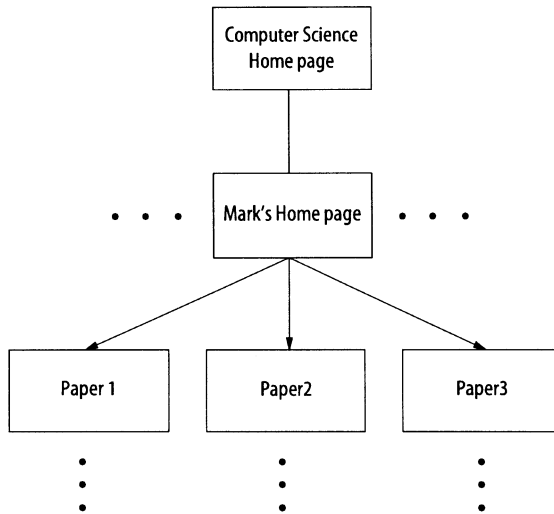 Computer Science
Home page
Mark's Home page
Paper 1
Paper2
Paper3